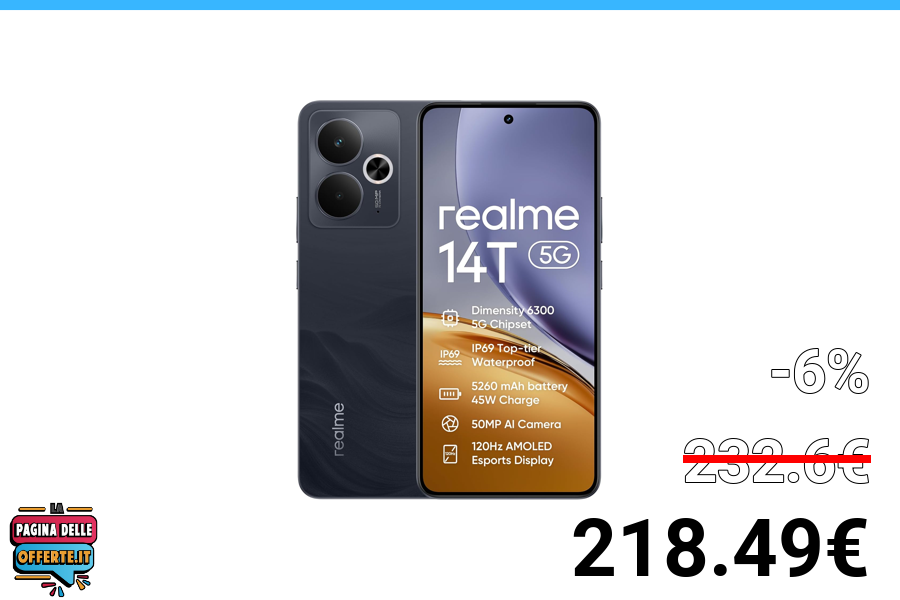 realme
14T 5G
Dimensity 6300
5G Chipset
IP69
IP69 Top-tier
Waterproof
5260 mAh battery
45W Charge
50MP AI Camera
120Hz AMOLED
Esports Display
realme
-6%
232.6€
218.49€
LA
PAGINA DELLE
OFFERTE.IT